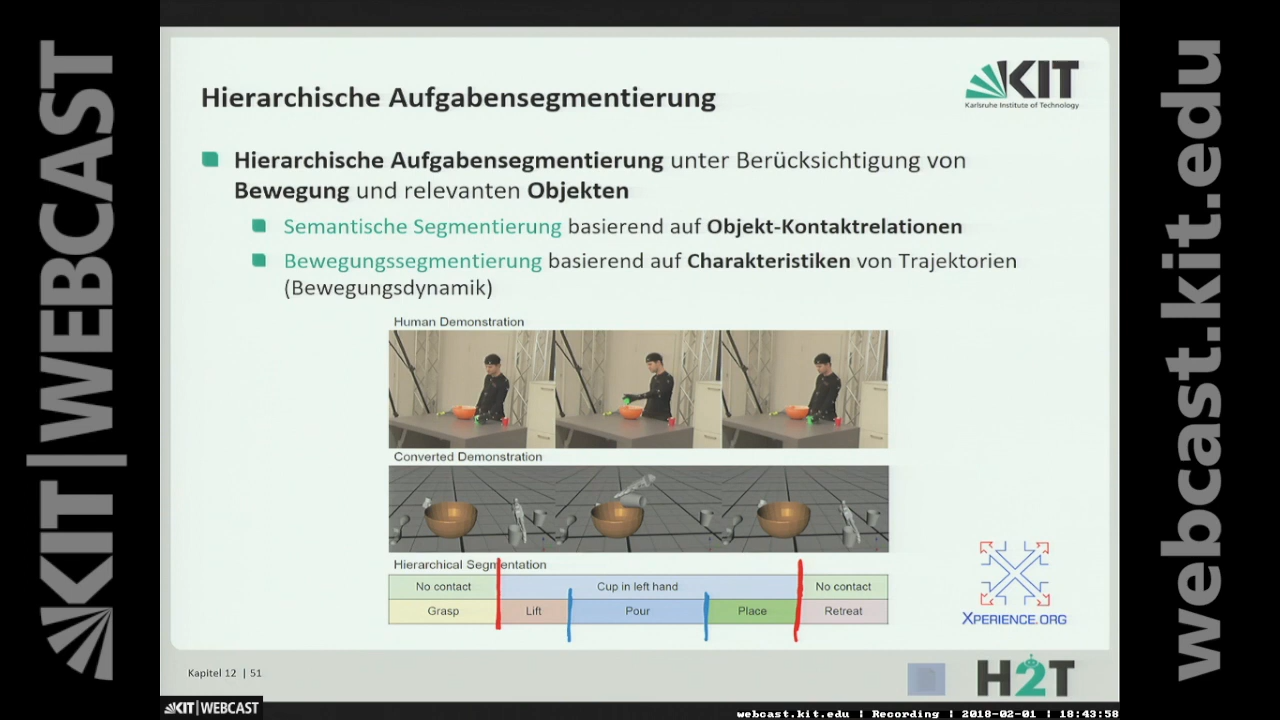 KIT
Karlsruhe Institute of Technology
Hierarchische Aufgabensegmentierung
Hierarchische Aufgabensegmentierung unter Berücksichtigung von
Bewegung und relevanten Objekten
Semantische Segmentierung basierend auf Objekt-Kontaktrelationen
Bewegungssegmentierung basierend auf Charakteristiken von Trajektorien
(Bewegungsdynamik)
Human Demonstration
Converted Demonstration
Hierarchical Segmentation
No contact Cup in left hand No contact
Grasp Lift Pour Place Retreat
XPERIENCE.ORG
Kapitel 12 | 51
H2T
KIT|WEBCAST
webcast.kit.edu | Recording | 2018-02-01 | 18:43:58
KIT|WEBCAST
webcast.kit.edu